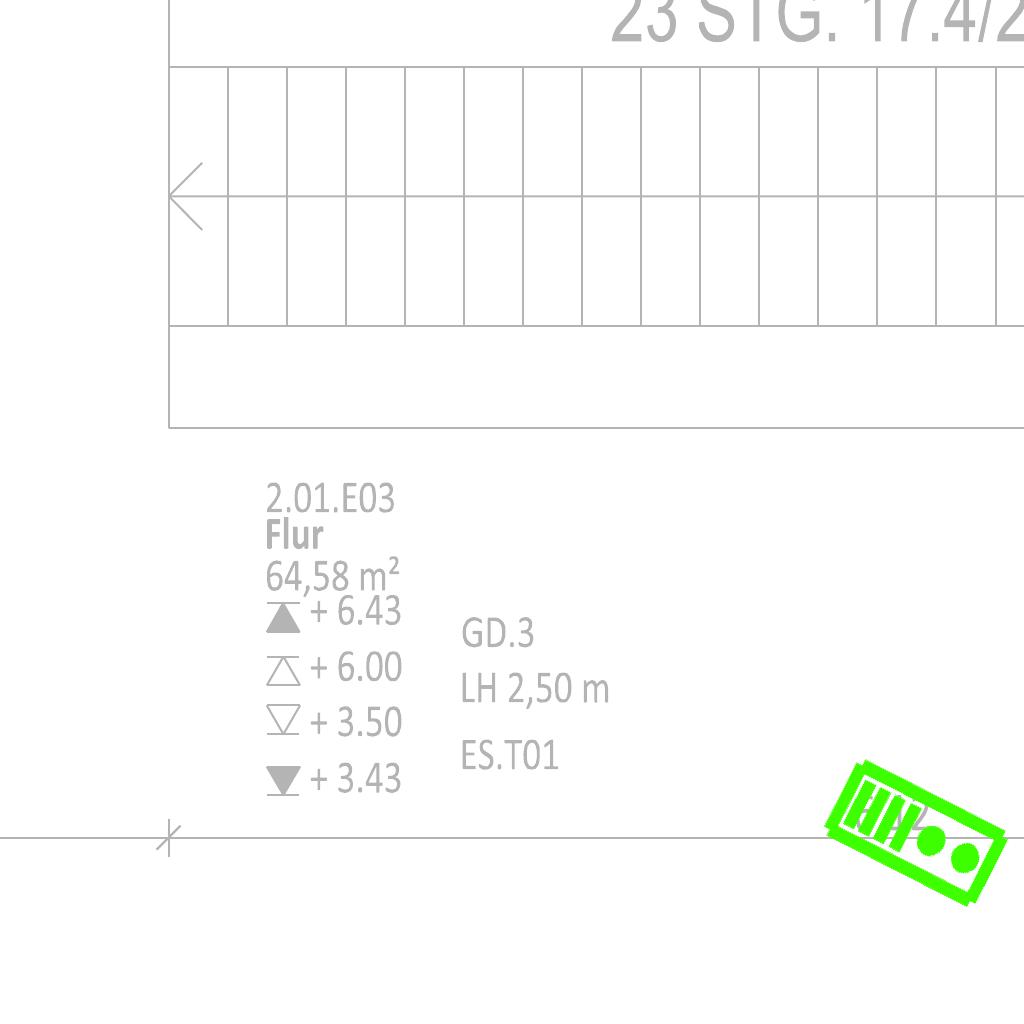 23 STG. 17.4/2
2.01.E03
Flur
64,58 m²
+ 6.43
+ 6.00
+ 3.50
+ 3.43
GD.3
LH 2,50 m
ES.T01